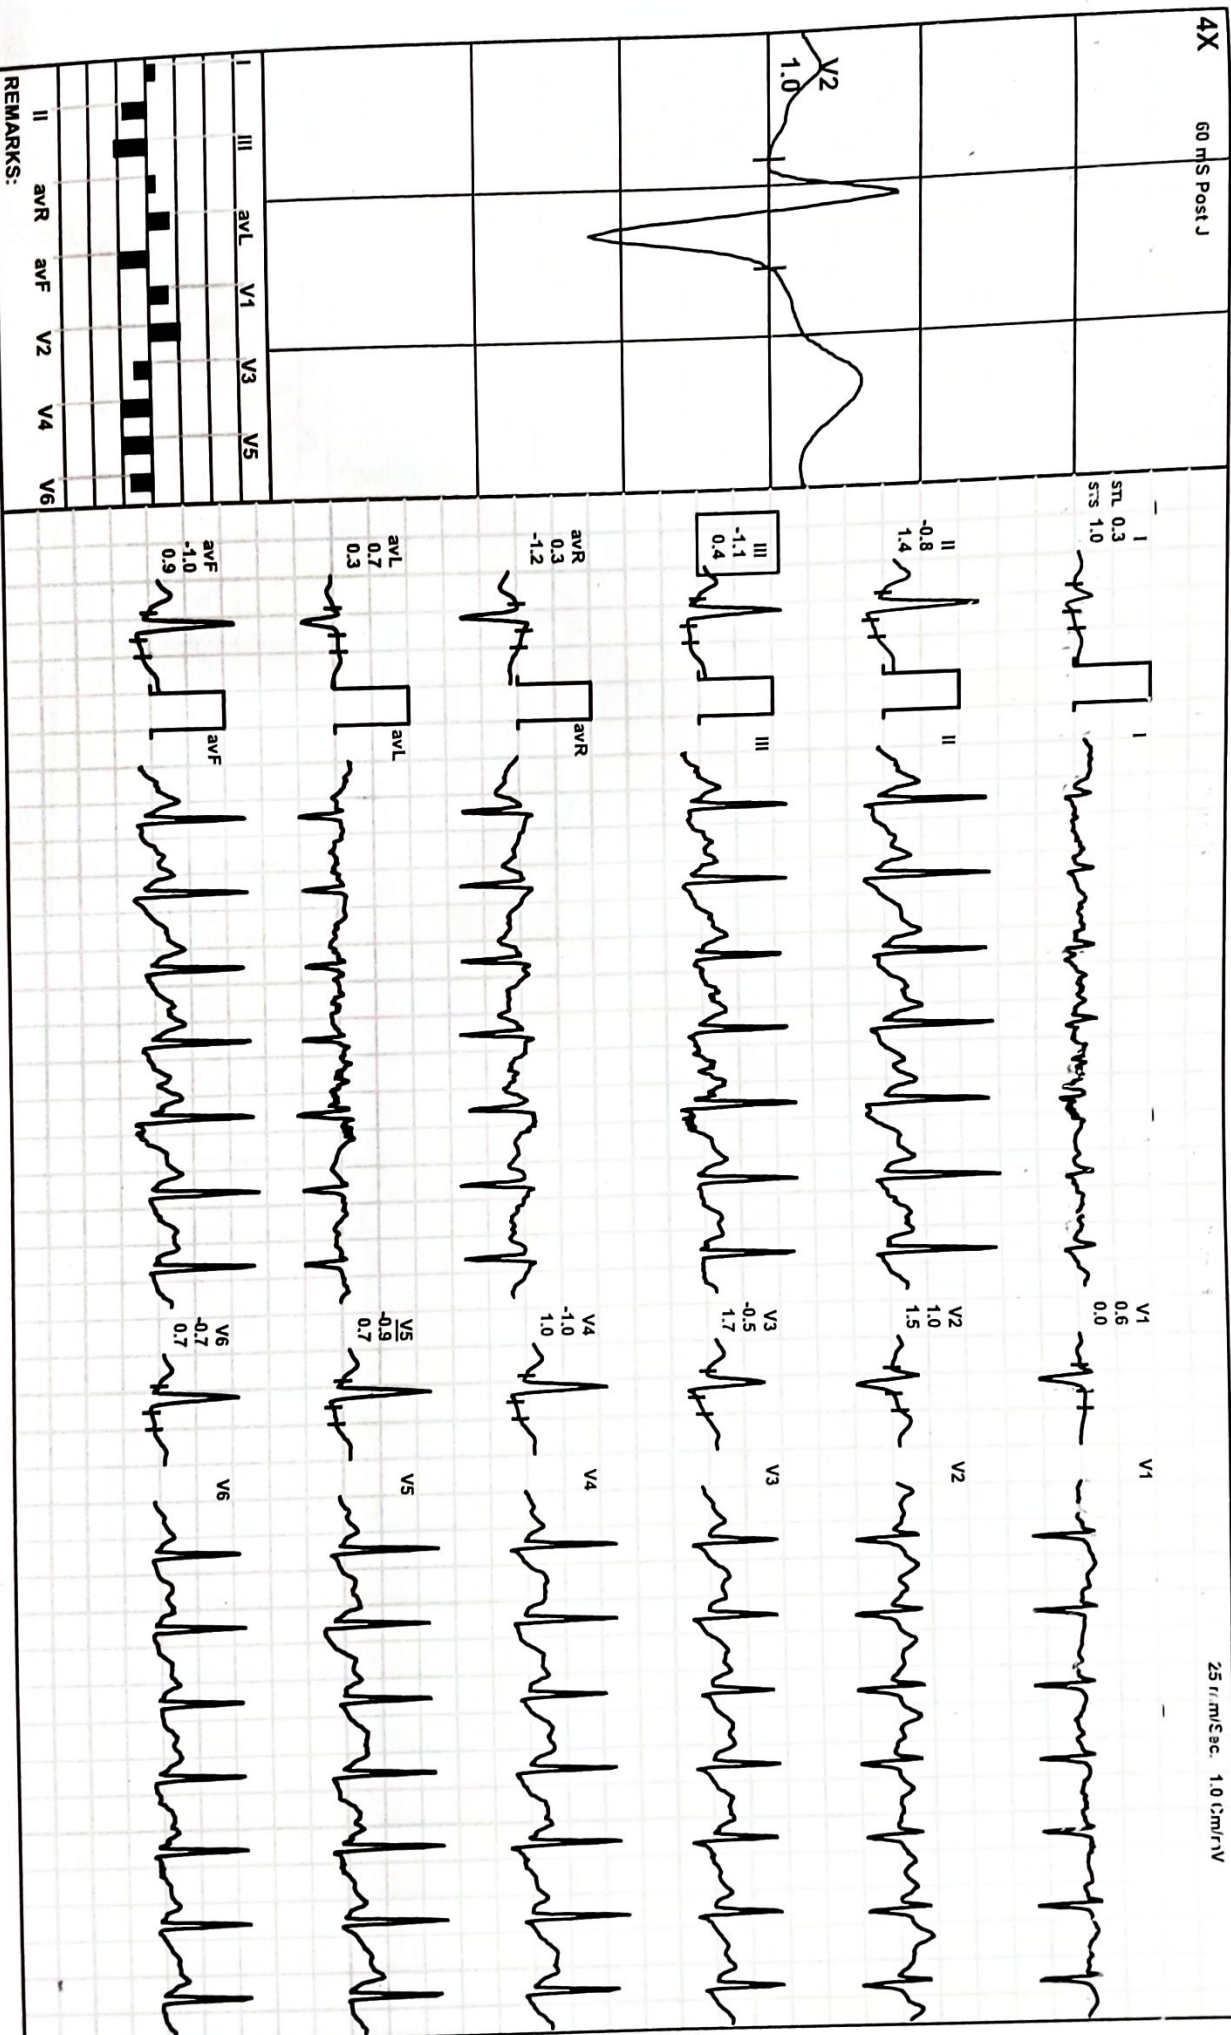 4X
60 mS Post J
25 mm/Sec. 1.0 Cm/mV
V2
1.0
I
STL 0.3
STS 1.0
I
V1
0.6
0.0
V1
II
-0.8
1.4
II
V2
1.0
1.5
V2
III
-1.1
0.4
III
V3
-0.5
1.7
V3
avR
0.3
-1.2
avR
V4
-1.0
1.0
V4
avL
0.7
0.3
avL
V5
-0.9
0.7
V5
avF
-1.0
0.9
avF
V6
-0.7
0.7
V6
I III avL V1 V3 V5
II avR avF V2 V4 V6
REMARKS: